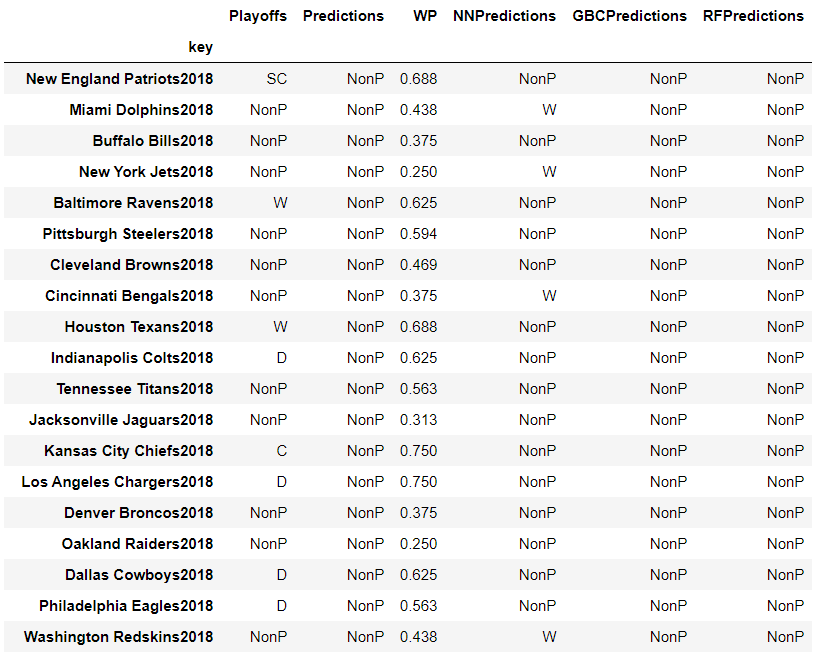 Playoffs Predictions WP NNPredictions GBCPredictions RFPredictions
key
New England Patriots2018 SC NonP 0.688 NonP NonP NonP
Miami Dolphins2018 NonP NonP 0.438 W NonP NonP
Buffalo Bills2018 NonP NonP 0.375 NonP NonP NonP
New York Jets2018 NonP NonP 0.250 W NonP NonP
Baltimore Ravens2018 W NonP 0.625 NonP NonP NonP
Pittsburgh Steelers2018 NonP NonP 0.594 NonP NonP NonP
Cleveland Browns2018 NonP NonP 0.469 NonP NonP NonP
Cincinnati Bengals2018 NonP NonP 0.375 W NonP NonP
Houston Texans2018 W NonP 0.688 NonP NonP NonP
Indianapolis Colts2018 D NonP 0.625 NonP NonP NonP
Tennessee Titans2018 NonP NonP 0.563 NonP NonP NonP
Jacksonville Jaguars2018 NonP NonP 0.313 NonP NonP NonP
Kansas City Chiefs2018 C NonP 0.750 NonP NonP NonP
Los Angeles Chargers2018 D NonP 0.750 NonP NonP NonP
Denver Broncos2018 NonP NonP 0.375 NonP NonP NonP
Oakland Raiders2018 NonP NonP 0.250 NonP NonP NonP
Dallas Cowboys2018 D NonP 0.625 NonP NonP NonP
Philadelphia Eagles2018 D NonP 0.563 NonP NonP NonP
Washington Redskins2018 NonP NonP 0.438 W NonP NonP